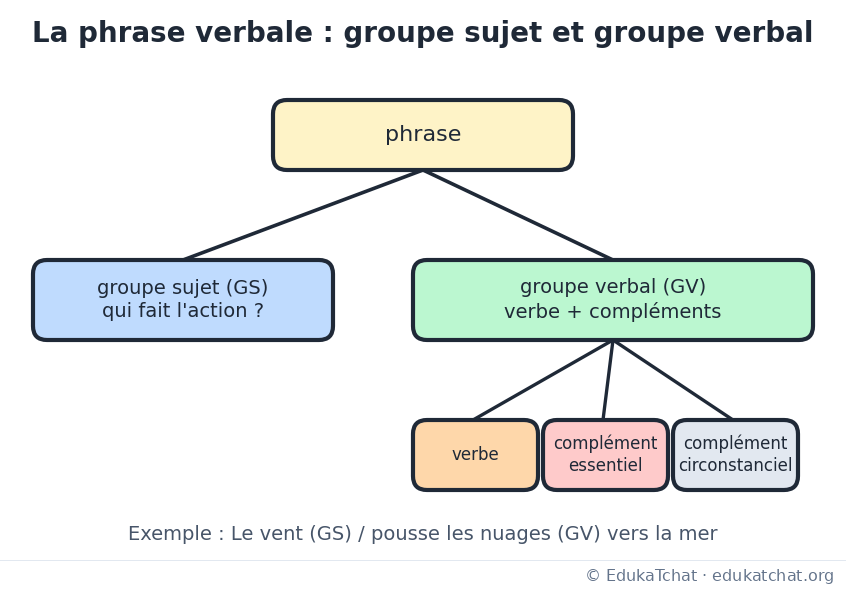 La phrase verbale : groupe sujet et groupe verbal
phrase
groupe sujet (GS)
qui fait l'action ?
groupe verbal (GV)
verbe + compléments
verbe
complément
essentiel
complément
circonstanciel
Exemple : Le vent (GS) / pousse les nuages (GV) vers la mer
© EdukaTchat · edukatchat.org